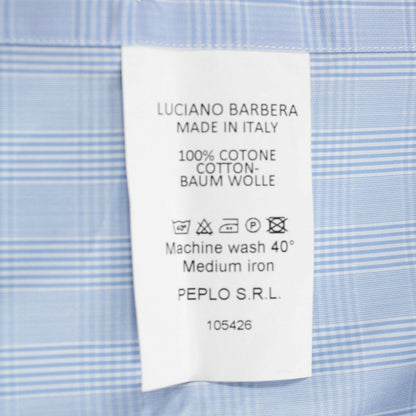 LUCIANO BARBERA
MADE IN ITALY
100% COTONE
COTTON-
BAUM WOLLE
Machine wash 40°
Medium iron
PEPLO S.R.L.
105426